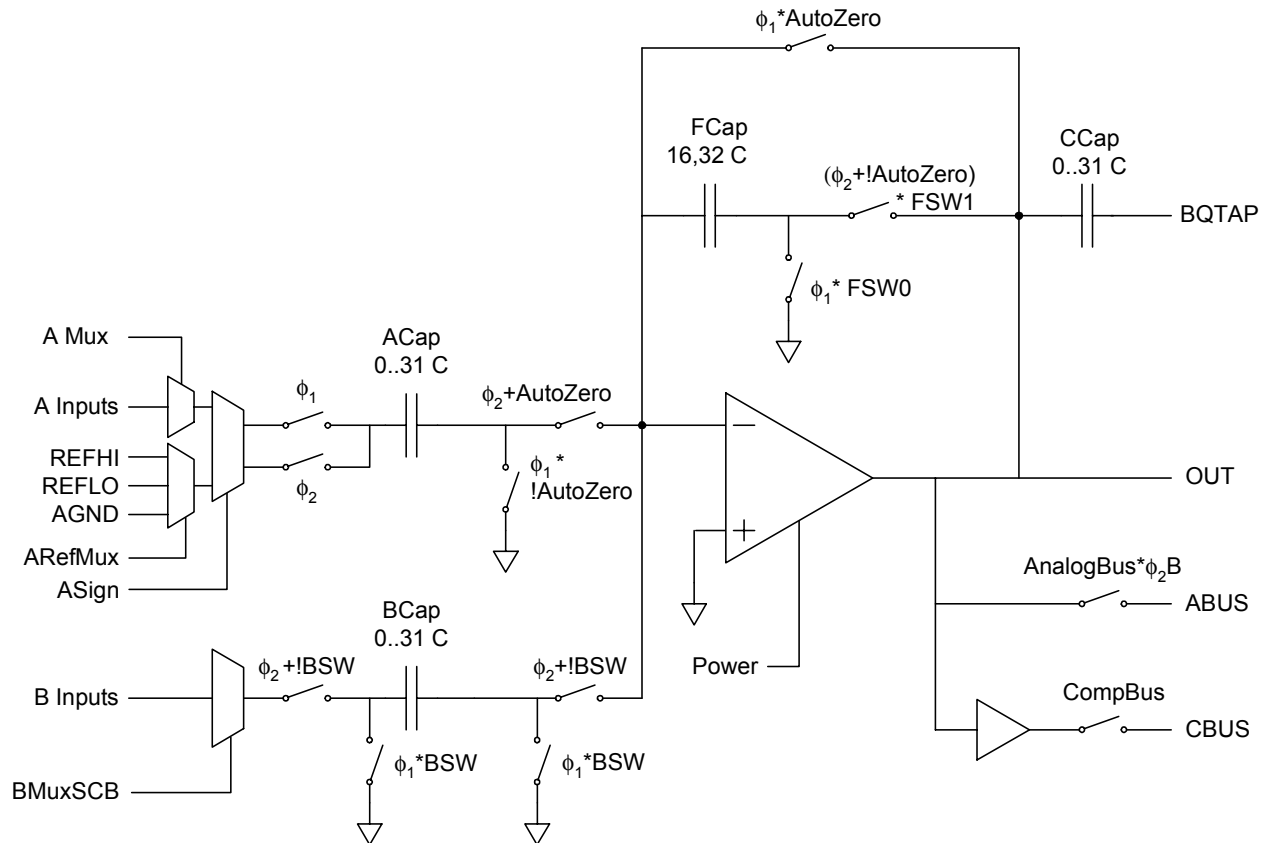 ϕ₁*AutoZero
FCap
16,32 C
CCap
0..31 C
(ϕ₂+!AutoZero)
* FSW1
BQTAP
ϕ₁* FSW0
A Mux
ACap
0..31 C
A Inputs
ϕ₁
ϕ₂+AutoZero
REFHI
REFLO
AGND
ϕ₂
ϕ₁*
!AutoZero
OUT
ARefMux
ASign
AnalogBus*ϕ₂B
ABUS
BCap
0..31 C
ϕ₂+!BSW
ϕ₂+!BSW
Power
B Inputs
CompBus
CBUS
ϕ₁*BSW
ϕ₁*BSW
BMuxSCB